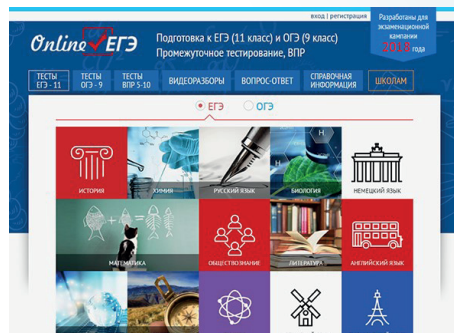 вход | регистрация
Разработаны для
экзаменационной
кампании
2018 года
Online ЕГЭ
Подготовка к ЕГЭ (11 класс) и ОГЭ (9 класс)
Промежуточное тестирование, ВПР
ТЕСТЫ
ЕГЭ - 11
ТЕСТЫ
ОГЭ - 9
ТЕСТЫ
ВПР 5-10
ВИДЕОРАЗБОРЫ
ВОПРОС-ОТВЕТ
СПРАВОЧНАЯ
ИНФОРМАЦИЯ
ШКОЛАМ
ЕГЭ
ОГЭ
ИСТОРИЯ
ХИМИЯ
РУССКИЙ ЯЗЫК
БИОЛОГИЯ
НЕМЕЦКИЙ ЯЗЫК
МАТЕМАТИКА
ОБЩЕСТВОЗНАНИЕ
ЛИТЕРАТУРА
АНГЛИЙСКИЙ ЯЗЫК